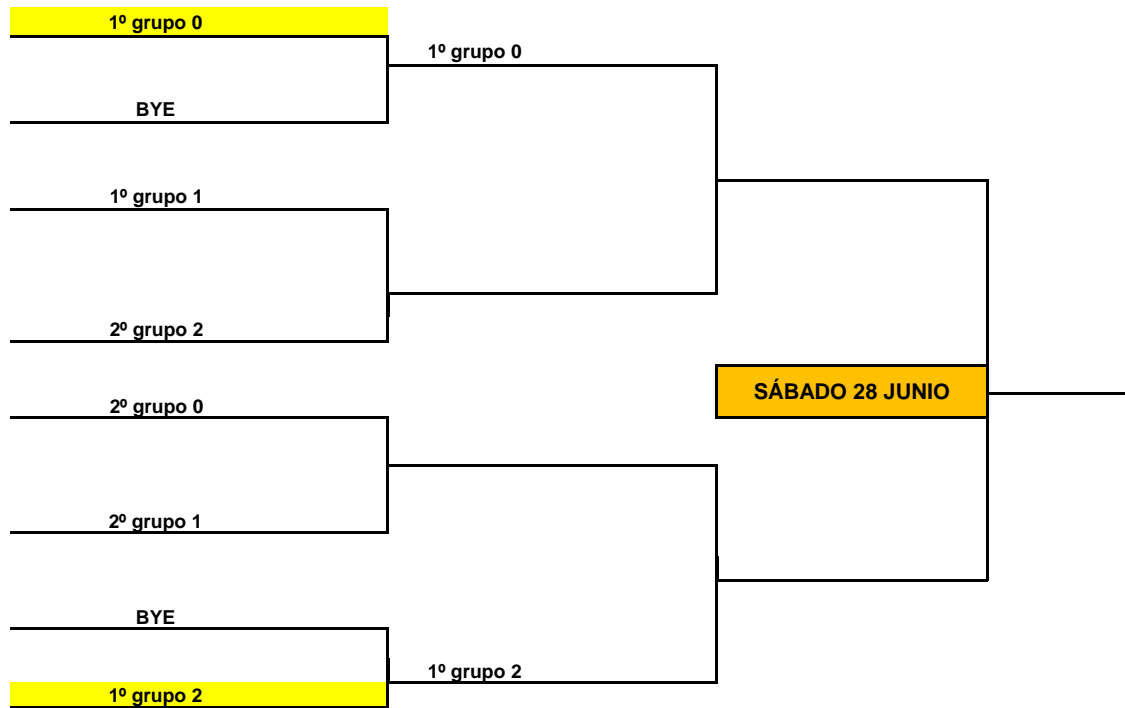 1º grupo 0
1º grupo 0
BYE
1º grupo 1
2º grupo 2
SÁBADO 28 JUNIO
2º grupo 0
2º grupo 1
BYE
1º grupo 2
1º grupo 2